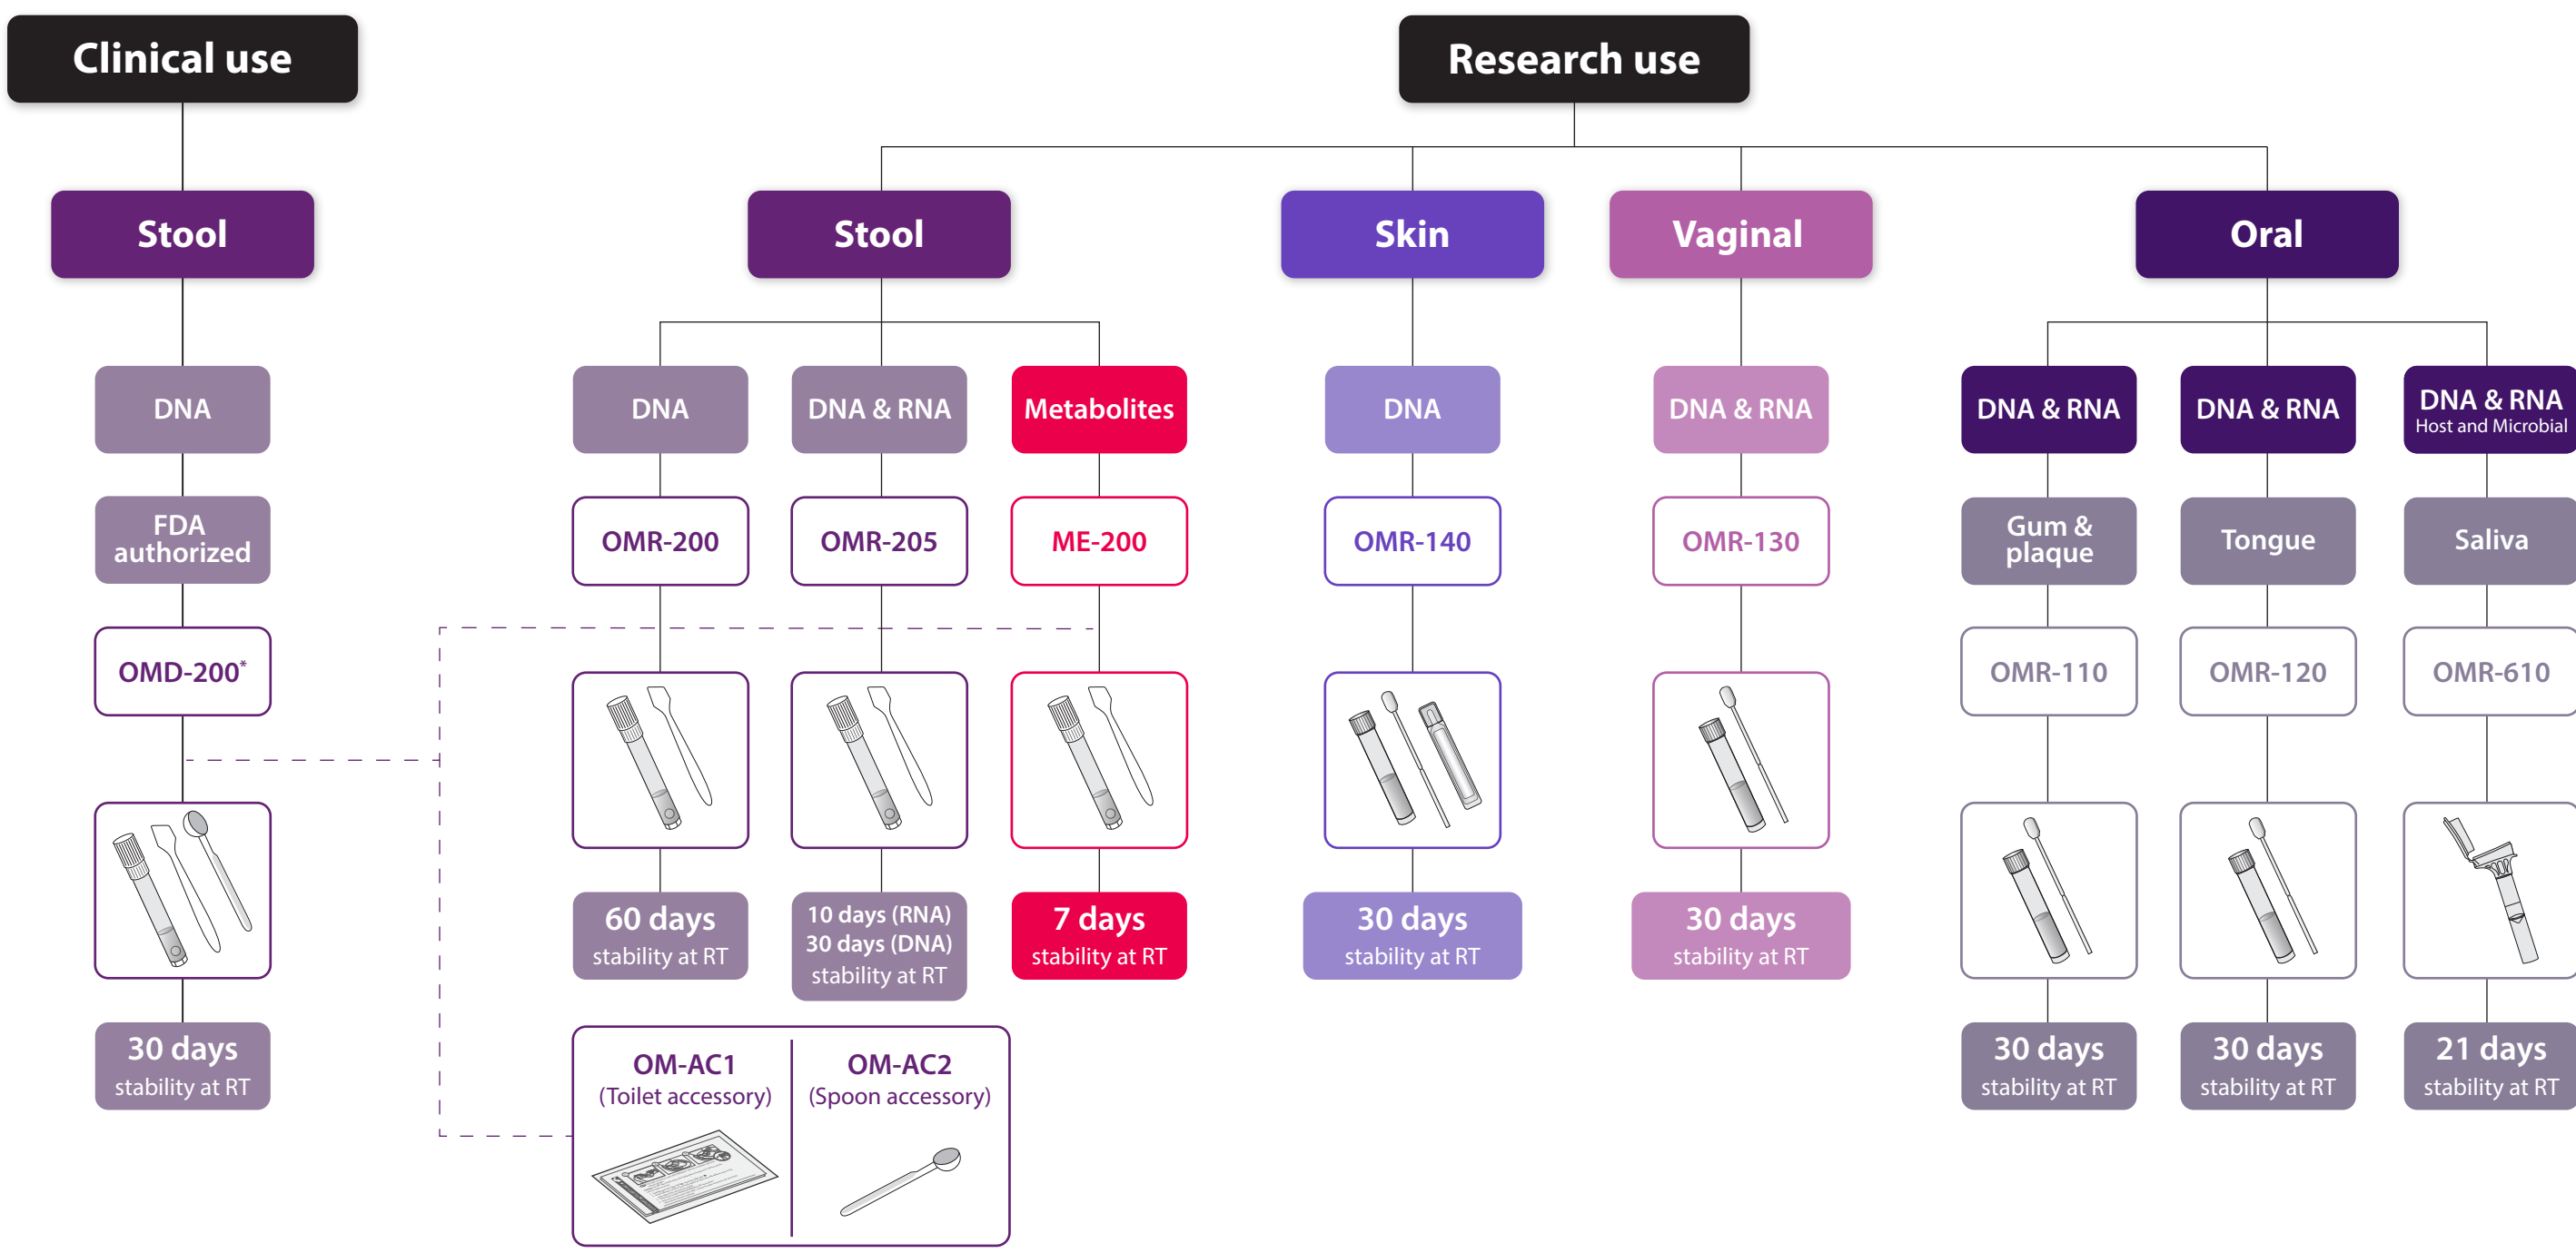 Clinical use
Research use
Stool
Stool
Skin
Vaginal
Oral
DNA
DNA
DNA & RNA
Metabolites
DNA
DNA & RNA
DNA & RNA
DNA & RNA
DNA & RNA
Host and Microbial
FDA
authorized
OMR-200
OMR-205
ME-200
OMR-140
OMR-130
Gum &
plaque
Tongue
Saliva
OMD-200*
OMR-110
OMR-120
OMR-610
60 days
stability at RT
10 days (RNA)
30 days (DNA)
stability at RT
7 days
stability at RT
30 days
stability at RT
30 days
stability at RT
30 days
stability at RT
30 days
stability at RT
30 days
stability at RT
21 days
stability at RT
OM-AC1
(Toilet accessory)
OM-AC2
(Spoon accessory)